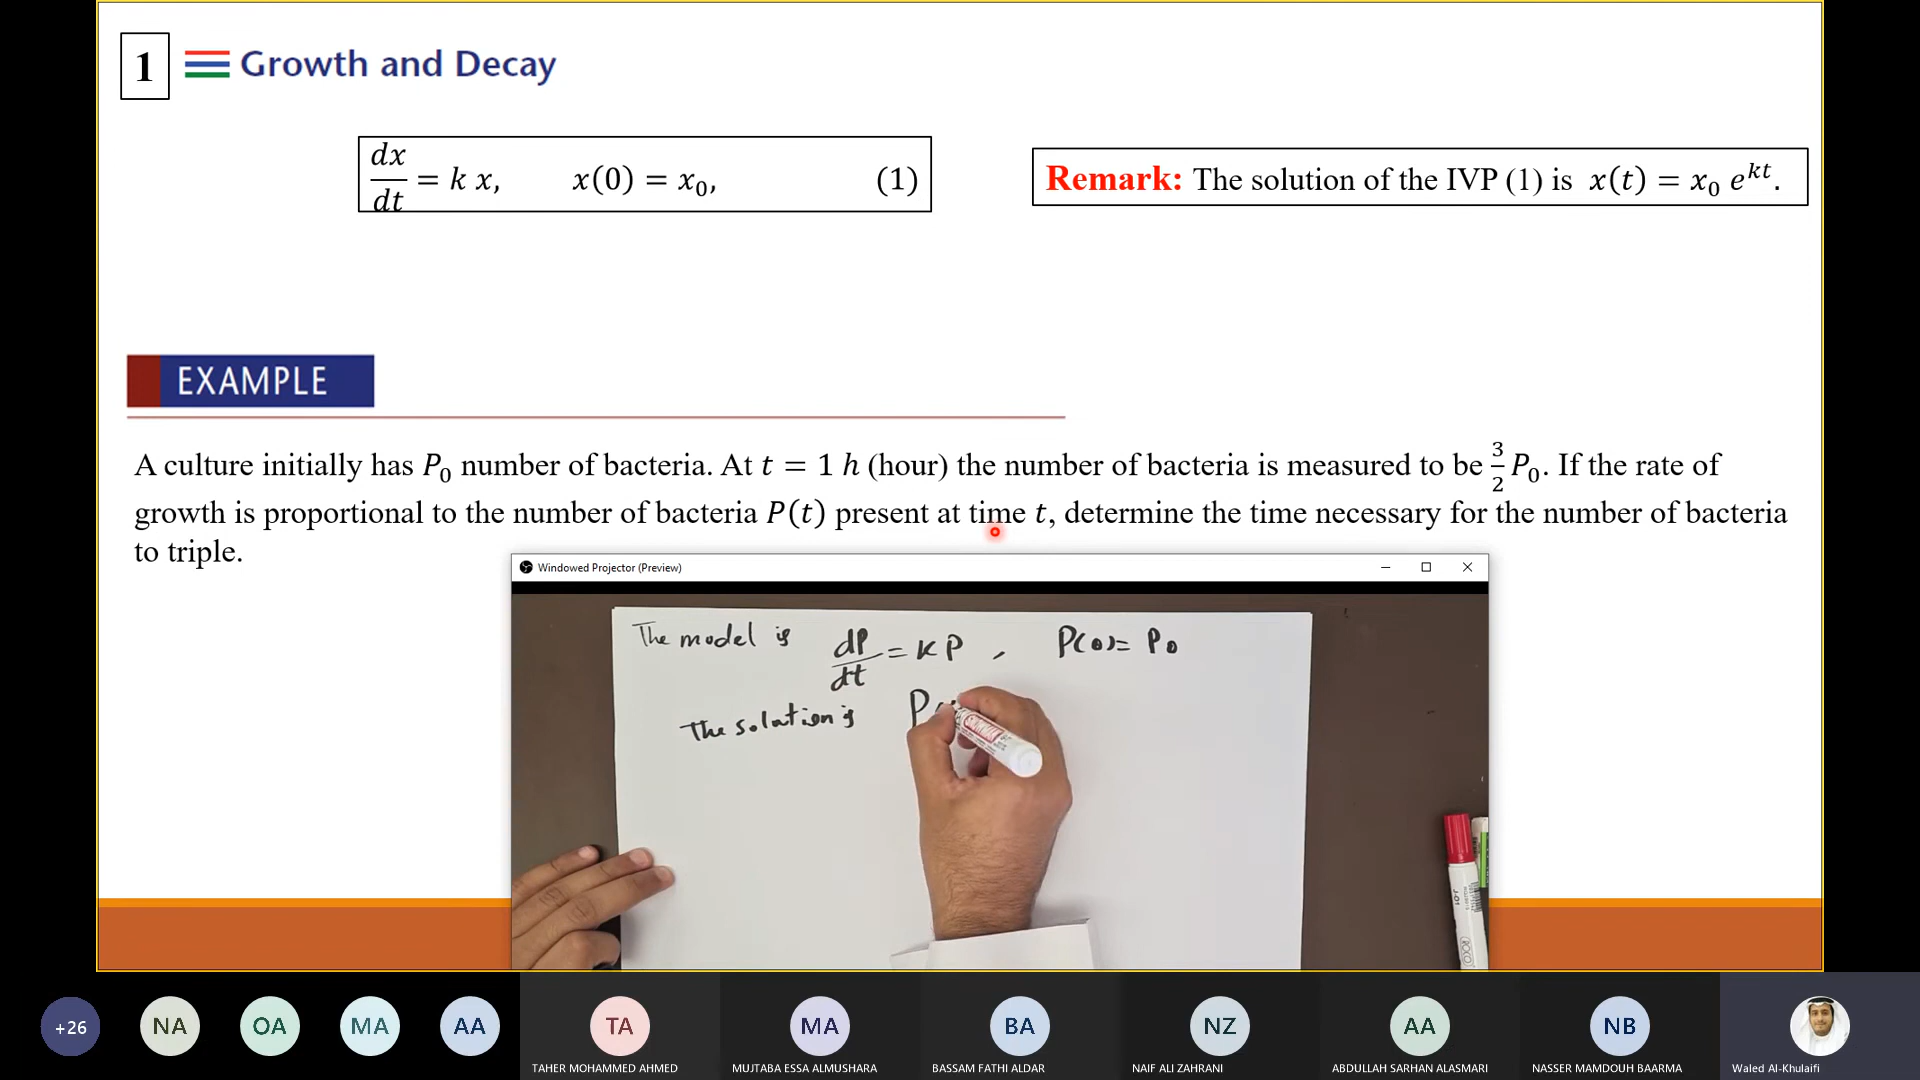 1
Growth and Decay
dx/dt = k x, x(0) = x₀, (1)
Remark: The solution of the IVP (1) is x(t) = x₀ eᵏᵗ.
EXAMPLE
A culture initially has P₀ number of bacteria. At t = 1 h (hour) the number of bacteria is measured to be 3/2 P₀. If the rate of
growth is proportional to the number of bacteria P(t) present at time t, determine the time necessary for the number of bacteria
to triple.
Windowed Projector (Preview)
The model is dP/dt = K P , P(0) = P₀
The solution is P(
+26
NA
OA
MA
AA
TA
MA
BA
NZ
AA
NB
TAHER MOHAMMED AHMED
MUJTABA ESSA ALMUSHARA
BASSAM FATHI ALDAR
NAIF ALI ZAHRANI
ABDULLAH SARHAN ALASMARI
NASSER MAMDOUH BAARMA
Waled Al-Khulaifi